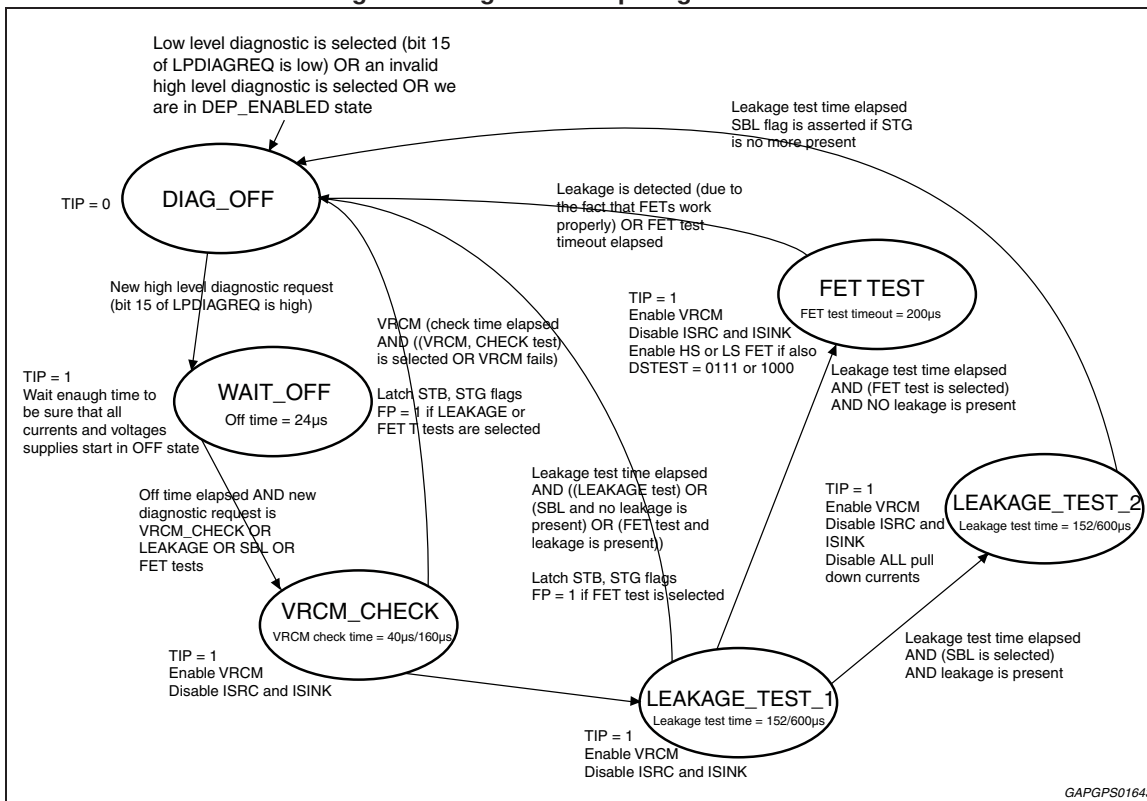 Low level diagnostic is selected (bit 15
of LPDIAGREQ is low) OR an invalid
high level diagnostic is selected OR we
are in DEP_ENABLED state
Leakage test time elapsed
SBL flag is asserted if STG
is no more present
DIAG_OFF
TIP = 0
Leakage is detected (due to
the fact that FETs work
properly) OR FET test
timeout elapsed
FET TEST
FET test timeout = 200µs
TIP = 1
Enable VRCM
Disable ISRC and ISINK
Enable HS or LS FET if also
DSTEST = 0111 or 1000
New high level diagnostic request
(bit 15 of LPDIAGREQ is high)
VRCM (check time elapsed
AND ((VRCM, CHECK test)
is selected OR VRCM fails)
Latch STB, STG flags
FP = 1 if LEAKAGE or
FET T tests are selected
Leakage test time elapsed
AND (FET test is selected)
AND NO leakage is present
TIP = 1
Wait enaugh time to
be sure that all
currents and voltages
supplies start in OFF state
WAIT_OFF
Off time = 24µs
Leakage test time elapsed
AND ((LEAKAGE test) OR
(SBL and no leakage is
present) OR (FET test and
leakage is present))
Latch STB, STG flags
FP = 1 if FET test is selected
TIP = 1
Enable VRCM
Disable ISRC and
ISINK
Disable ALL pull
down currents
LEAKAGE_TEST_2
Leakage test time = 152/600µs
Off time elapsed AND new
diagnostic request is
VRCM_CHECK OR
LEAKAGE OR SBL OR
FET tests
VRCM_CHECK
VRCM check time = 40µs/160µs
TIP = 1
Enable VRCM
Disable ISRC and ISINK
Leakage test time elapsed
AND (SBL is selected)
AND leakage is present
LEAKAGE_TEST_1
Leakage test time = 152/600µs
TIP = 1
Enable VRCM
Disable ISRC and ISINK